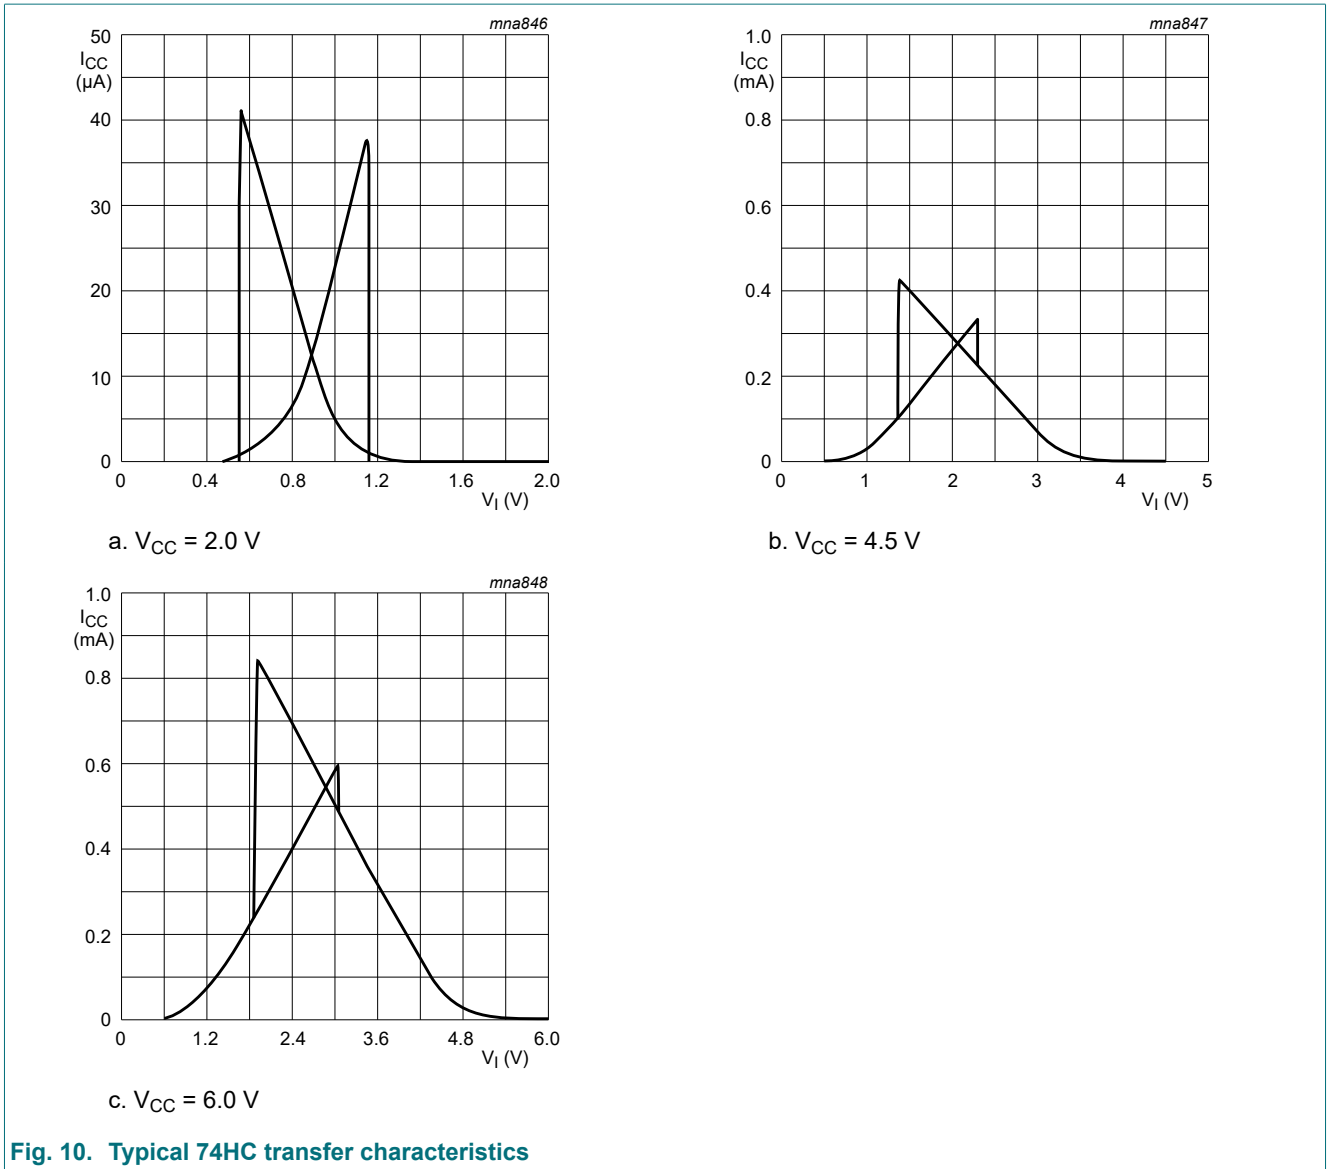 mna846
50
I_CC
(μA)
40
30
20
10
0
0 0.4 0.8 1.2 1.6 2.0
V_I (V)
a. V_CC = 2.0 V
mna847
1.0
I_CC
(mA)
0.8
0.6
0.4
0.2
0
0 1 2 3 4 5
V_I (V)
b. V_CC = 4.5 V
mna848
1.0
I_CC
(mA)
0.8
0.6
0.4
0.2
0
0 1.2 2.4 3.6 4.8 6.0
V_I (V)
c. V_CC = 6.0 V
Fig. 10. Typical 74HC transfer characteristics